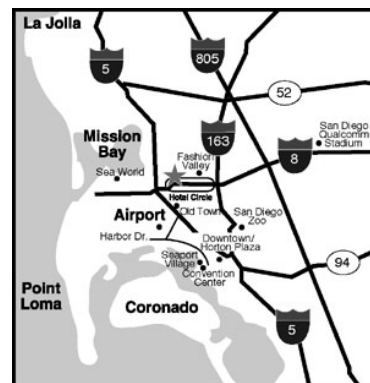 La Jolla
5
805
52
163
San Diego
Qualcomm
Stadium
Mission
Bay
Fashion
Valley
8
Sea World
Hotel Circle
Airport
Old Town
San Diego
Zoo
Harbor Dr.
Downtown/
Horton Plaza
Seaport
Village
94
Convention
Center
Point
Loma
Coronado
5